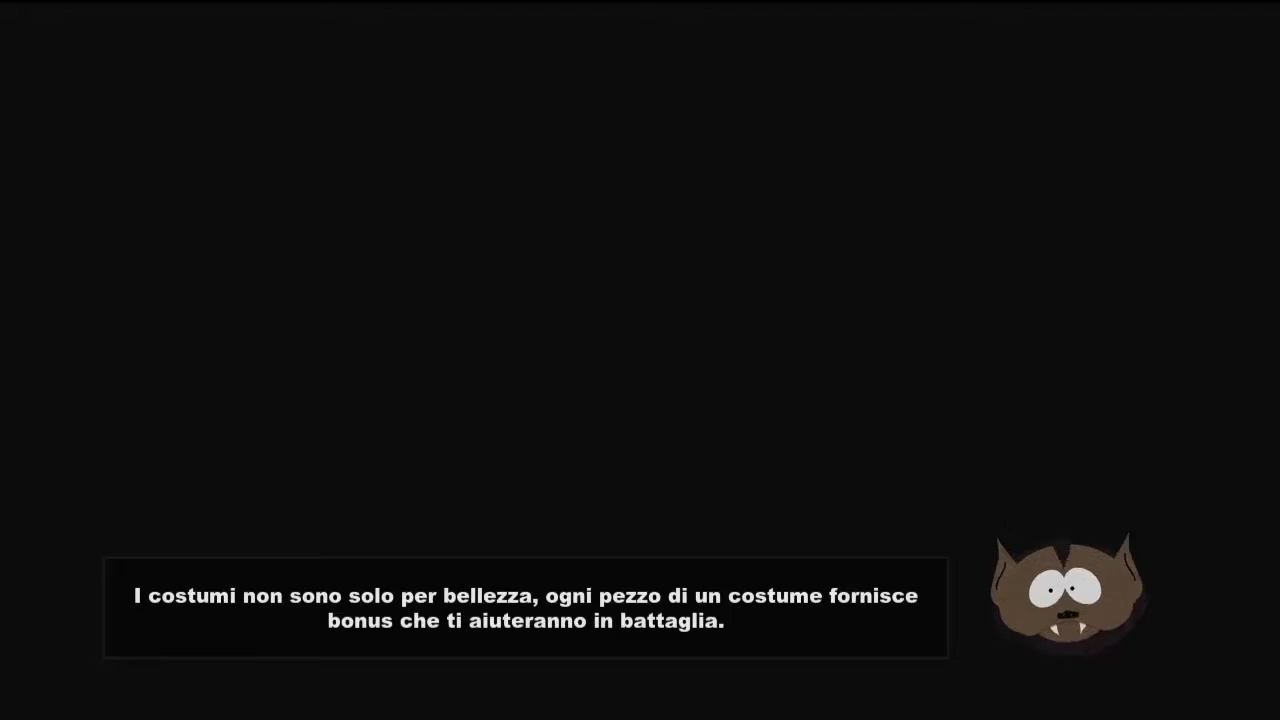 I costumi non sono solo per bellezza, ogni pezzo di un costume fornisce
bonus che ti aiuteranno in battaglia.